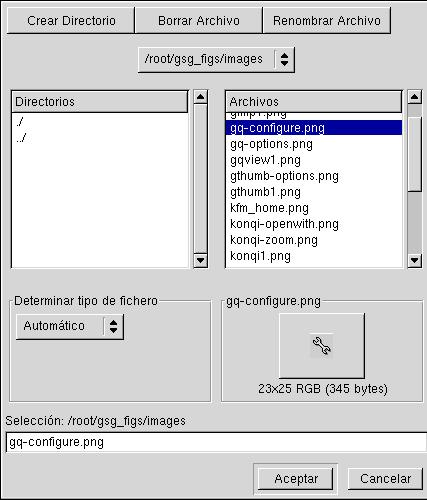 Crear Directorio Borrar Archivo Renombrar Archivo
/root/gsg_figs/images
Directorios
./
../
Archivos
gimp1.png
gq-configure.png
gq-options.png
gqview1.png
gthumb-options.png
gthumb1.png
kfm_home.png
konqi-openwith.png
konqi-zoom.png
konqi1.png
Determinar tipo de fichero
Automático
gq-configure.png
23x25 RGB (345 bytes)
Selección: /root/gsg_figs/images
gq-configure.png
Aceptar Cancelar